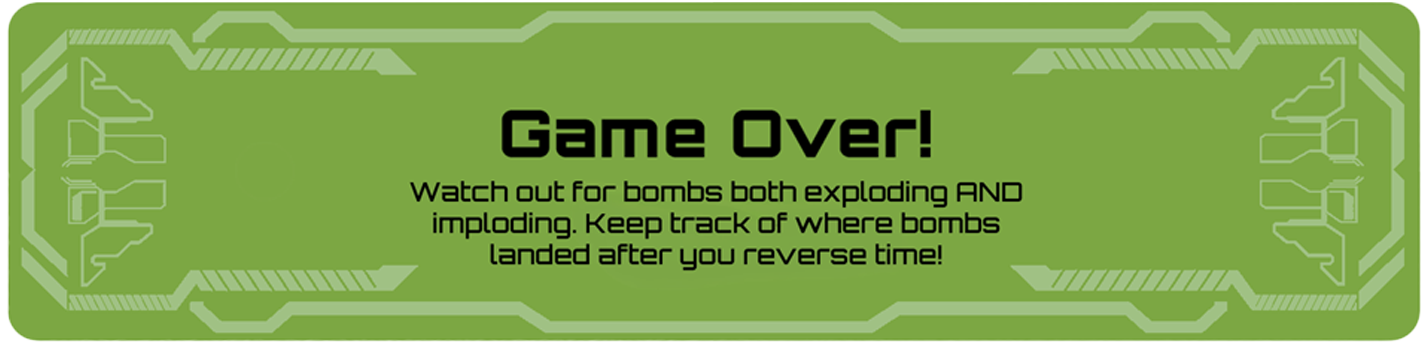 Game Over!
Watch out for bombs both exploding AND
imploding. Keep track of where bombs
landed after you reverse time!